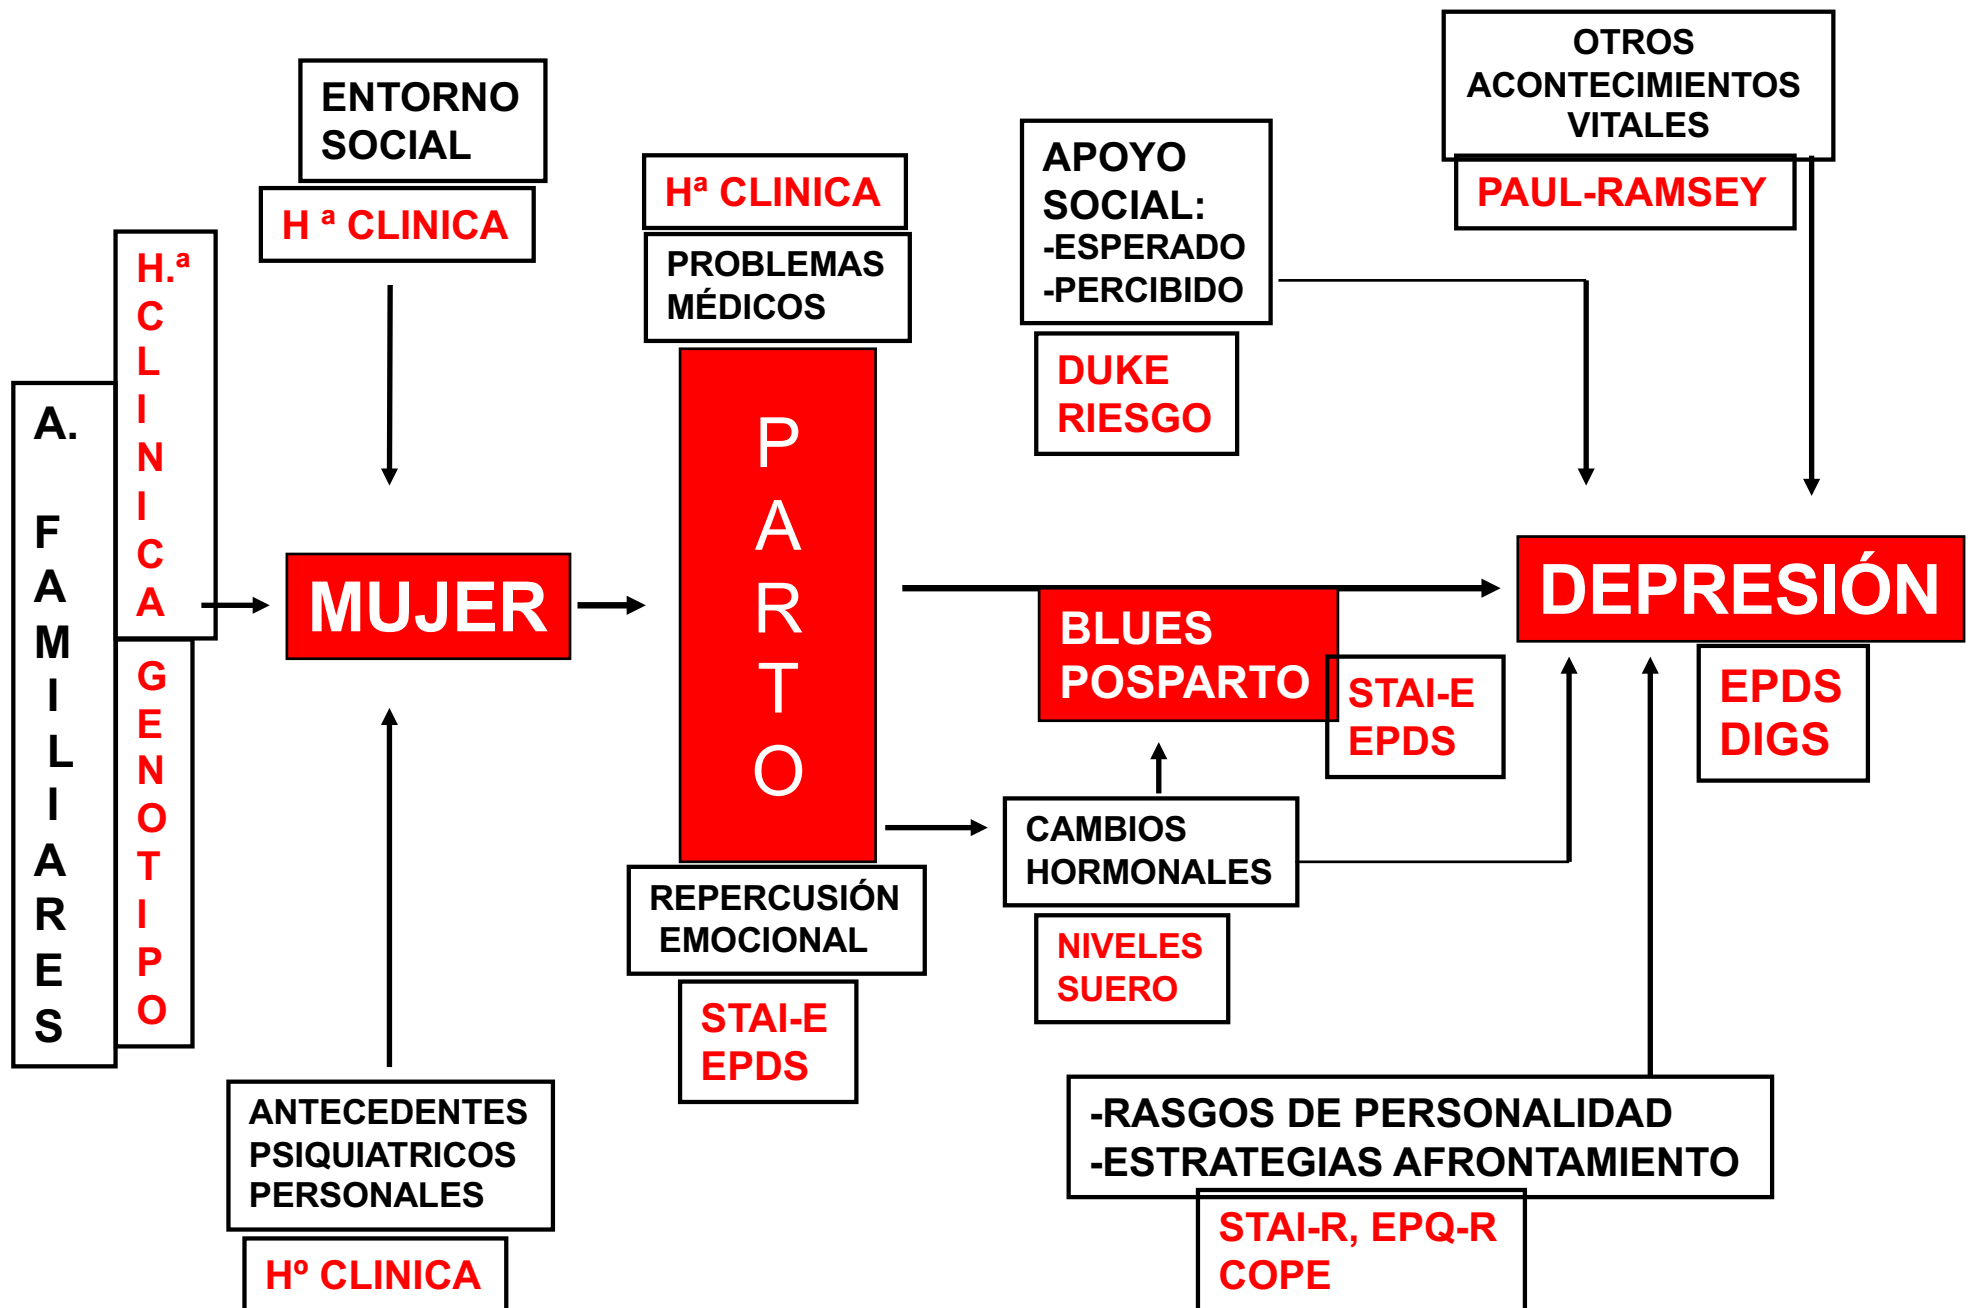 A. FAMILIARES
H.ª CLINICA
GENOTIPO
ENTORNO
SOCIAL
H ª CLINICA
MUJER
ANTECEDENTES
PSIQUIATRICOS
PERSONALES
Hº CLINICA
Hª CLINICA
PROBLEMAS
MÉDICOS
PARTO
REPERCUSIÓN
EMOCIONAL
STAI-E
EPDS
APOYO
SOCIAL:
-ESPERADO
-PERCIBIDO
DUKE
RIESGO
BLUES
POSPARTO
STAI-E
EPDS
CAMBIOS
HORMONALES
NIVELES
SUERO
OTROS
ACONTECIMIENTOS
VITALES
PAUL-RAMSEY
DEPRESIÓN
EPDS
DIGS
-RASGOS DE PERSONALIDAD
-ESTRATEGIAS AFRONTAMIENTO
STAI-R, EPQ-R
COPE